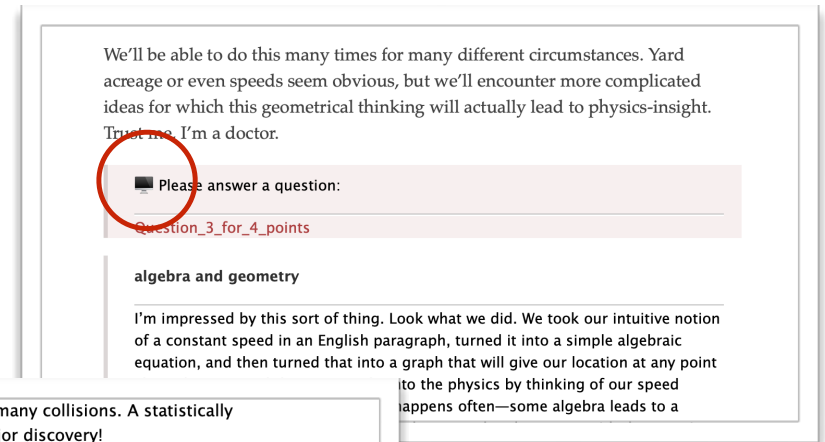 We’ll be able to do this many times for many different circumstances. Yard
acreage or even speeds seem obvious, but we’ll encounter more complicated
ideas for which this geometrical thinking will actually lead to physics-insight.
Trust me, I’m a doctor.
Please answer a question:
Question_3_for_4_points
algebra and geometry
I’m impressed by this sort of thing. Look what we did. We took our intuitive notion
of a constant speed in an English paragraph, turned it into a simple algebraic
equation, and then turned that into a graph that will give our location at any point
to the physics by thinking of our speed
happens often—some algebra leads to a
many collisions. A statistically
or discovery!